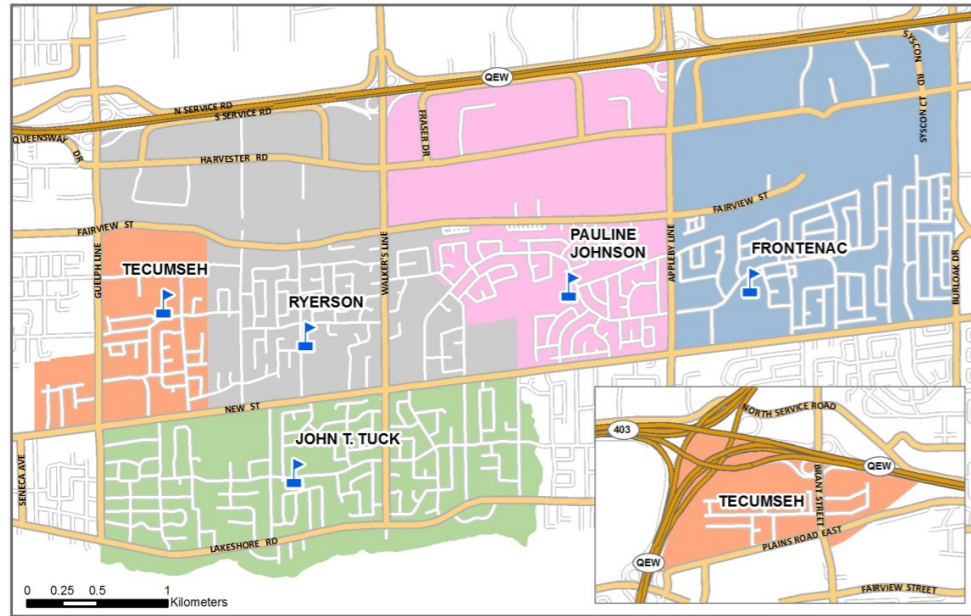 SYSCON RD
QEW
N SERVICE RD
S SERVICE RD
QUEENSWAY DR
FRASER DR
SYSCON CT
HARVESTER RD
FAIRVIEW ST
FAIRVIEW ST
GUELPH LINE
TECUMSEH
RYERSON
WALKER'S LINE
PAULINE
JOHNSON
APPLEBY LINE
FRONTENAC
BURLOAK DR
NEW ST
JOHN T. TUCK
SENECA AVE
LAKESHORE RD
0 0.25 0.5 1
Kilometers
NORTH SERVICE ROAD
403
QEW
TECUMSEH
BRANT STREET
PLAINS ROAD EAST
QEW
FAIRVIEW STREET